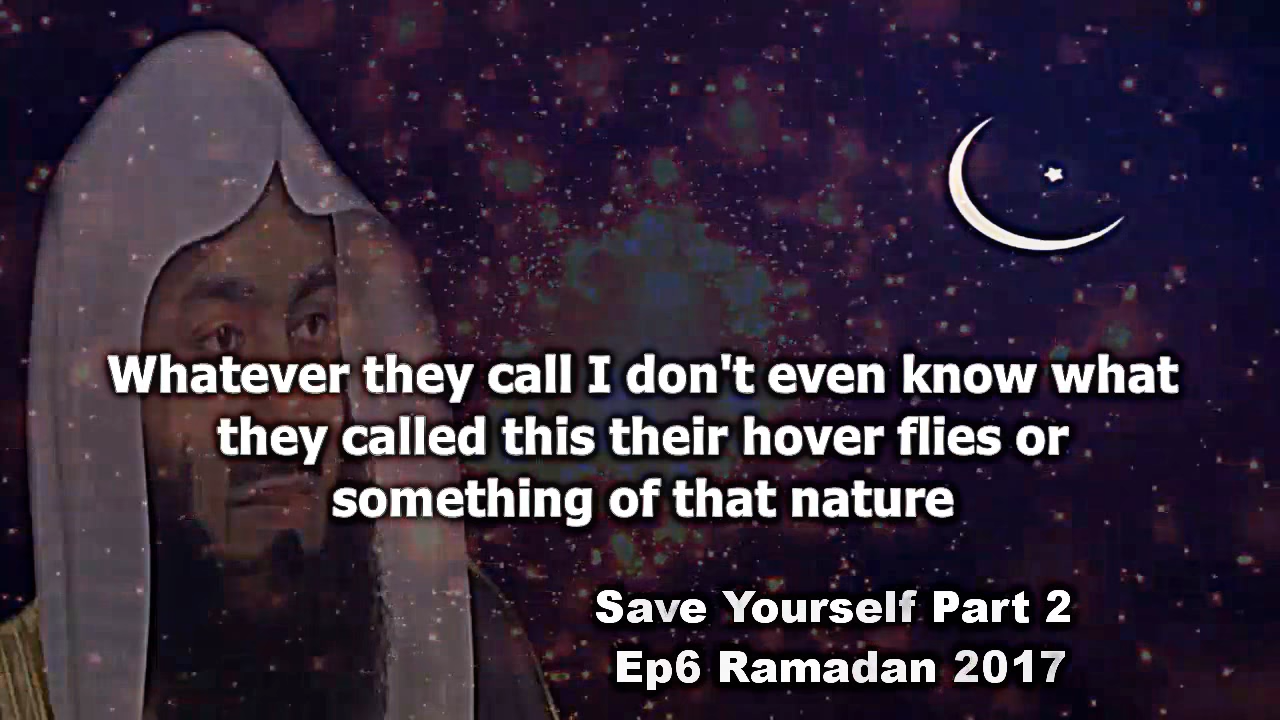 Whatever they call I don't even know what
they called this their hover flies or
something of that nature
Save Yourself Part 2
Ep6 Ramadan 2017